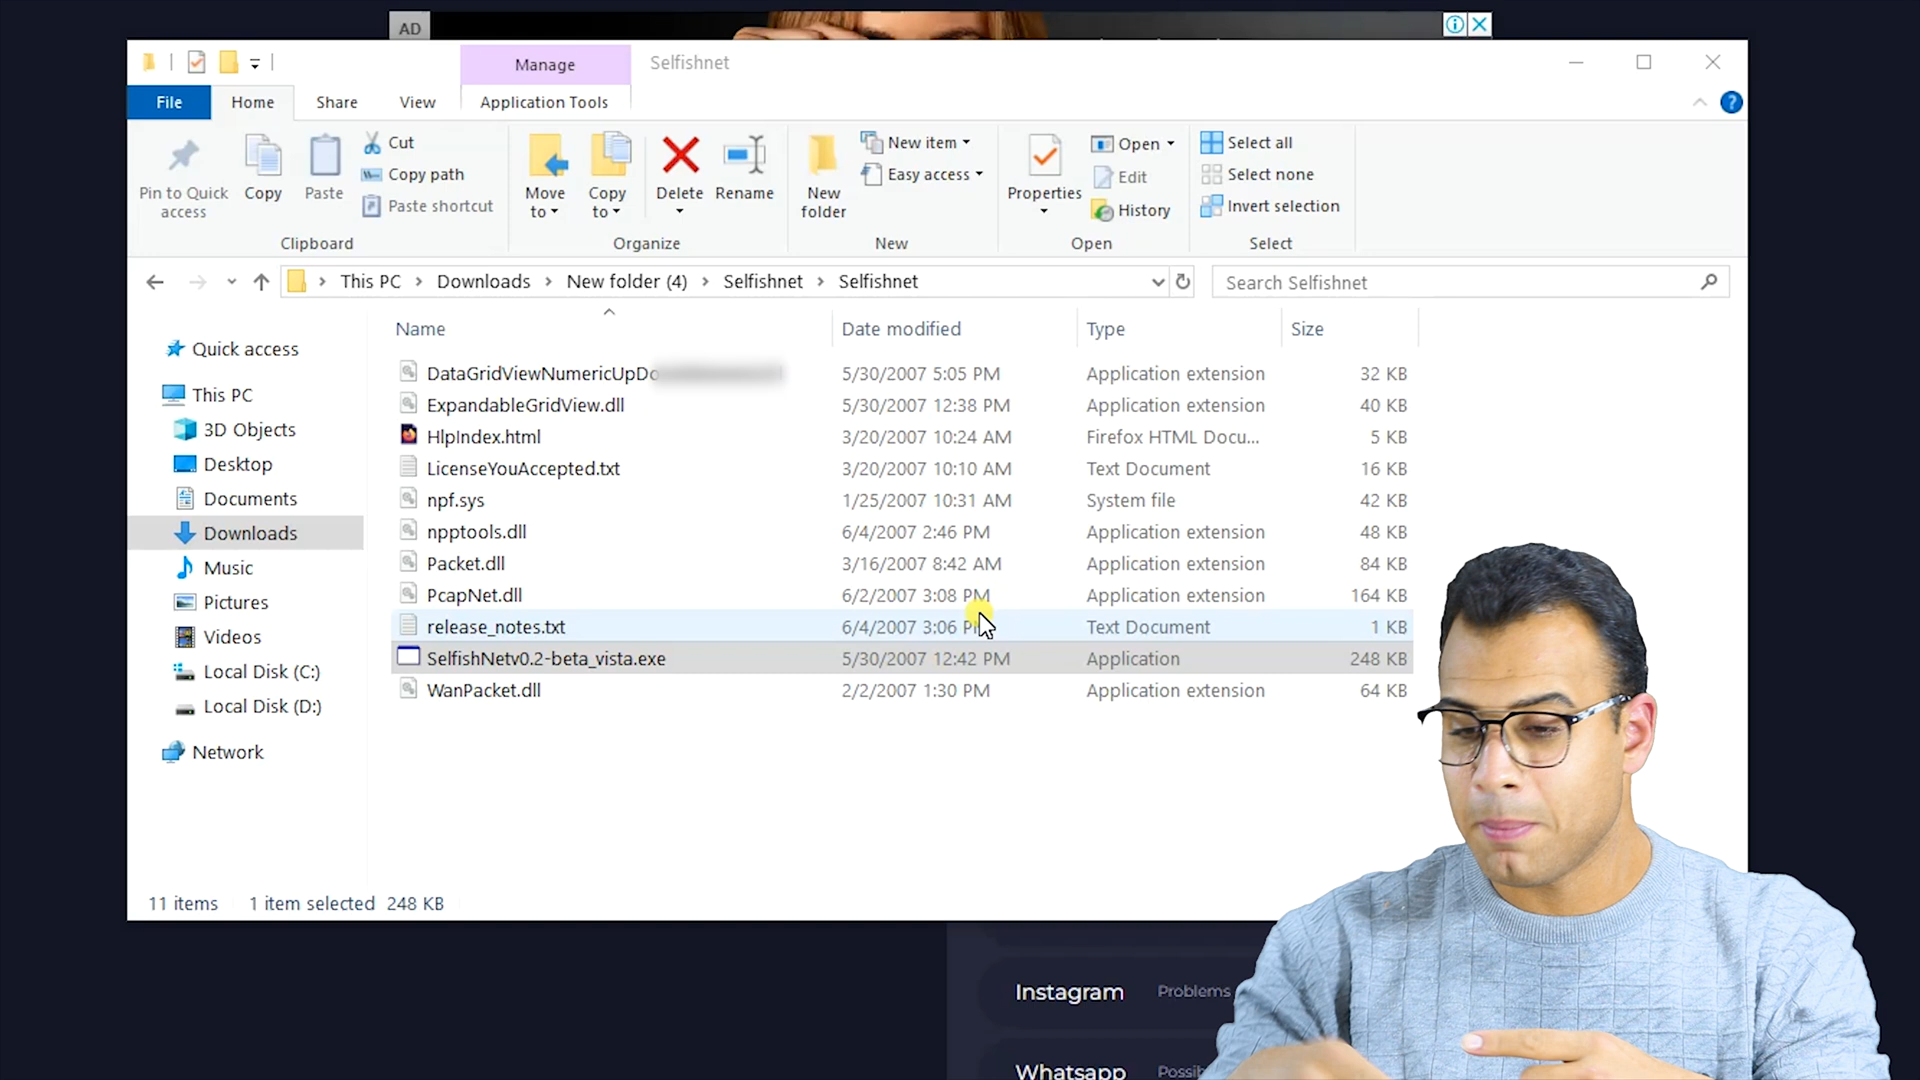 AD
Manage
Selfishnet
File
Home
Share
View
Application Tools
Pin to Quick access
Copy
Paste
Cut
Copy path
Paste shortcut
Clipboard
Move to
Copy to
Delete
Rename
Organize
New folder
New item
Easy access
New
Properties
Open
Edit
History
Open
Select all
Select none
Invert selection
Select
This PC > Downloads > New folder (4) > Selfishnet > Selfishnet
Search Selfishnet
Quick access
This PC
3D Objects
Desktop
Documents
Downloads
Music
Pictures
Videos
Local Disk (C:)
Local Disk (D:)
Network
Name Date modified Type Size
DataGridViewNumericUpDo 5/30/2007 5:05 PM Application extension 32 KB
ExpandableGridView.dll 5/30/2007 12:38 PM Application extension 40 KB
HlpIndex.html 3/20/2007 10:24 AM Firefox HTML Docu... 5 KB
LicenseYouAccepted.txt 3/20/2007 10:10 AM Text Document 16 KB
npf.sys 1/25/2007 10:31 AM System file 42 KB
npptools.dll 6/4/2007 2:46 PM Application extension 48 KB
Packet.dll 3/16/2007 8:42 AM Application extension 84 KB
PcapNet.dll 6/2/2007 3:08 PM Application extension 164 KB
release_notes.txt 6/4/2007 3:06 PM Text Document 1 KB
SelfishNetv0.2-beta_vista.exe 5/30/2007 12:42 PM Application 248 KB
WanPacket.dll 2/2/2007 1:30 PM Application extension 64 KB
11 items 1 item selected 248 KB
Instagram Problems
Whatsapp